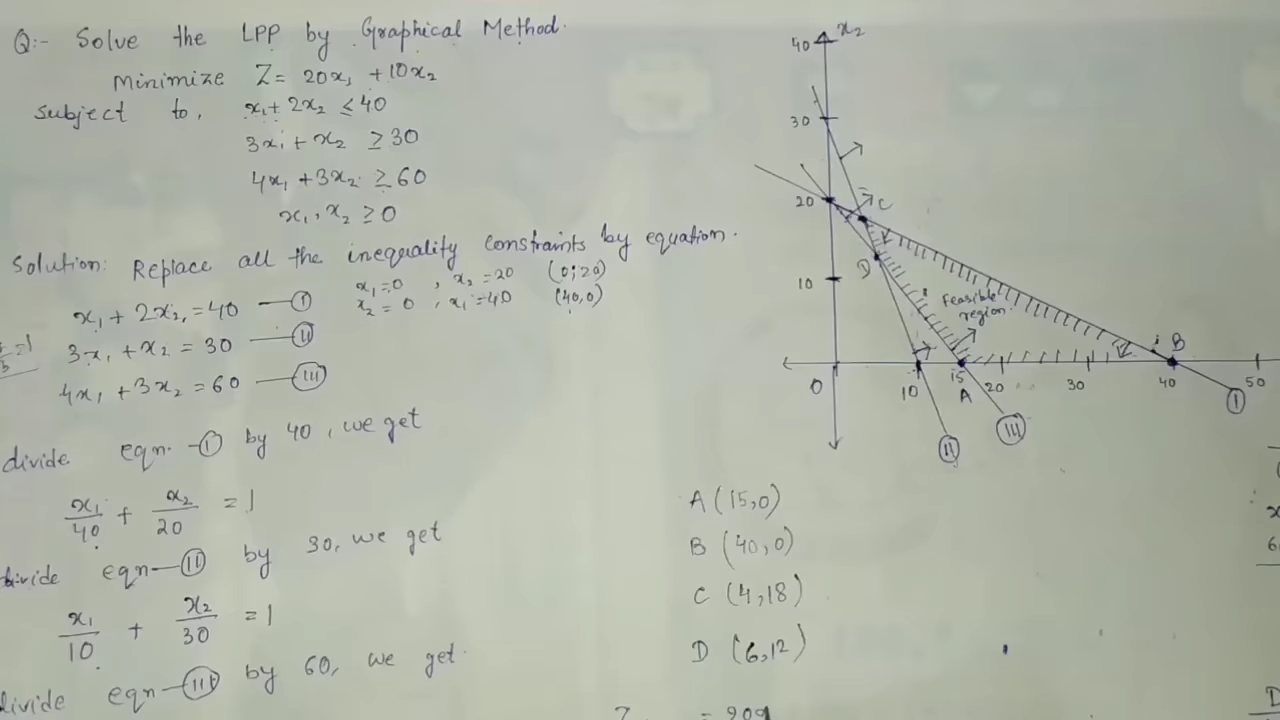 Q:- Solve the LPP by Graphical Method.
Minimize Z= 20x₁ +10x₂
Subject to, x₁+ 2x₂ ≤ 40
3x₁ + x₂ ≥ 30
4x₁ +3x₂ ≥ 60
x₁, x₂ ≥ 0
Solution: Replace all the inequality constraints by equation.
x₁ + 2x₂ = 40 — Ⓘ x₁=0 , x₂=20 (0,20)
x₂ = 0 , x₁=40 (40,0)
3x₁ + x₂ = 30 — Ⅱ
4x₁ + 3x₂ = 60 — Ⅲ
divide eqn. - Ⓘ by 40, we get
x₁/40 + x₂/20 = 1
divide eqn — Ⅱ by 30, we get
x₁/10 + x₂/30 = 1
divide eqn — Ⅲ by 60, we get
x₂
40
30
20
C
D
10
feasible
region
B
0
10
15
A
20
30
40
50
Ⓘ
Ⅱ
Ⅲ
A (15,0)
B (40,0)
C (4,18)
D (6,12)